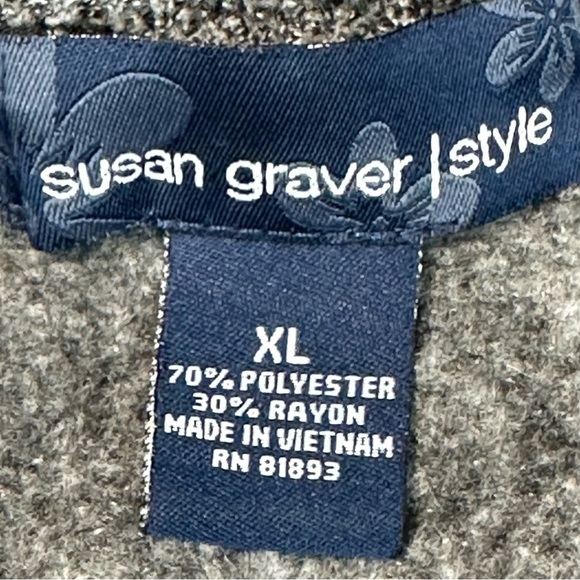 susan graver | style
XL
70% POLYESTER
30% RAYON
MADE IN VIETNAM
RN 81893